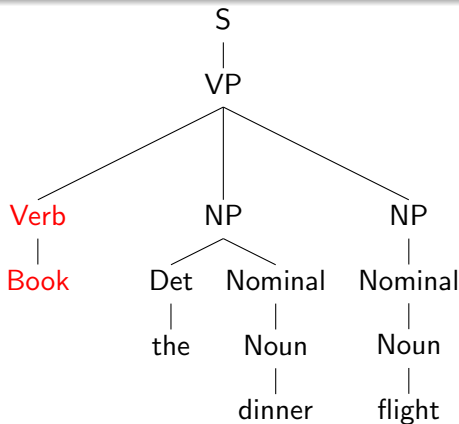 S
VP
Verb NP NP
Book Det Nominal Nominal
the Noun Noun
dinner flight